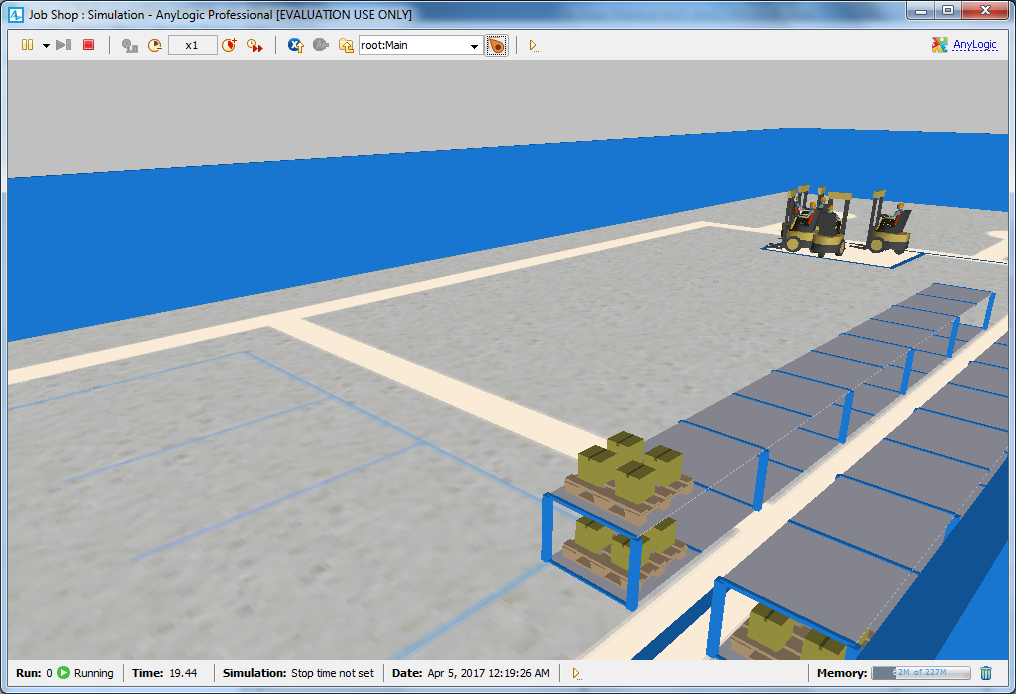 Job Shop : Simulation - AnyLogic Professional [EVALUATION USE ONLY]
x1
root:Main
AnyLogic
Run: 0 Running Time: 19.44 Simulation: Stop time not set Date: Apr 5, 2017 12:19:26 AM Memory: 2M of 227M